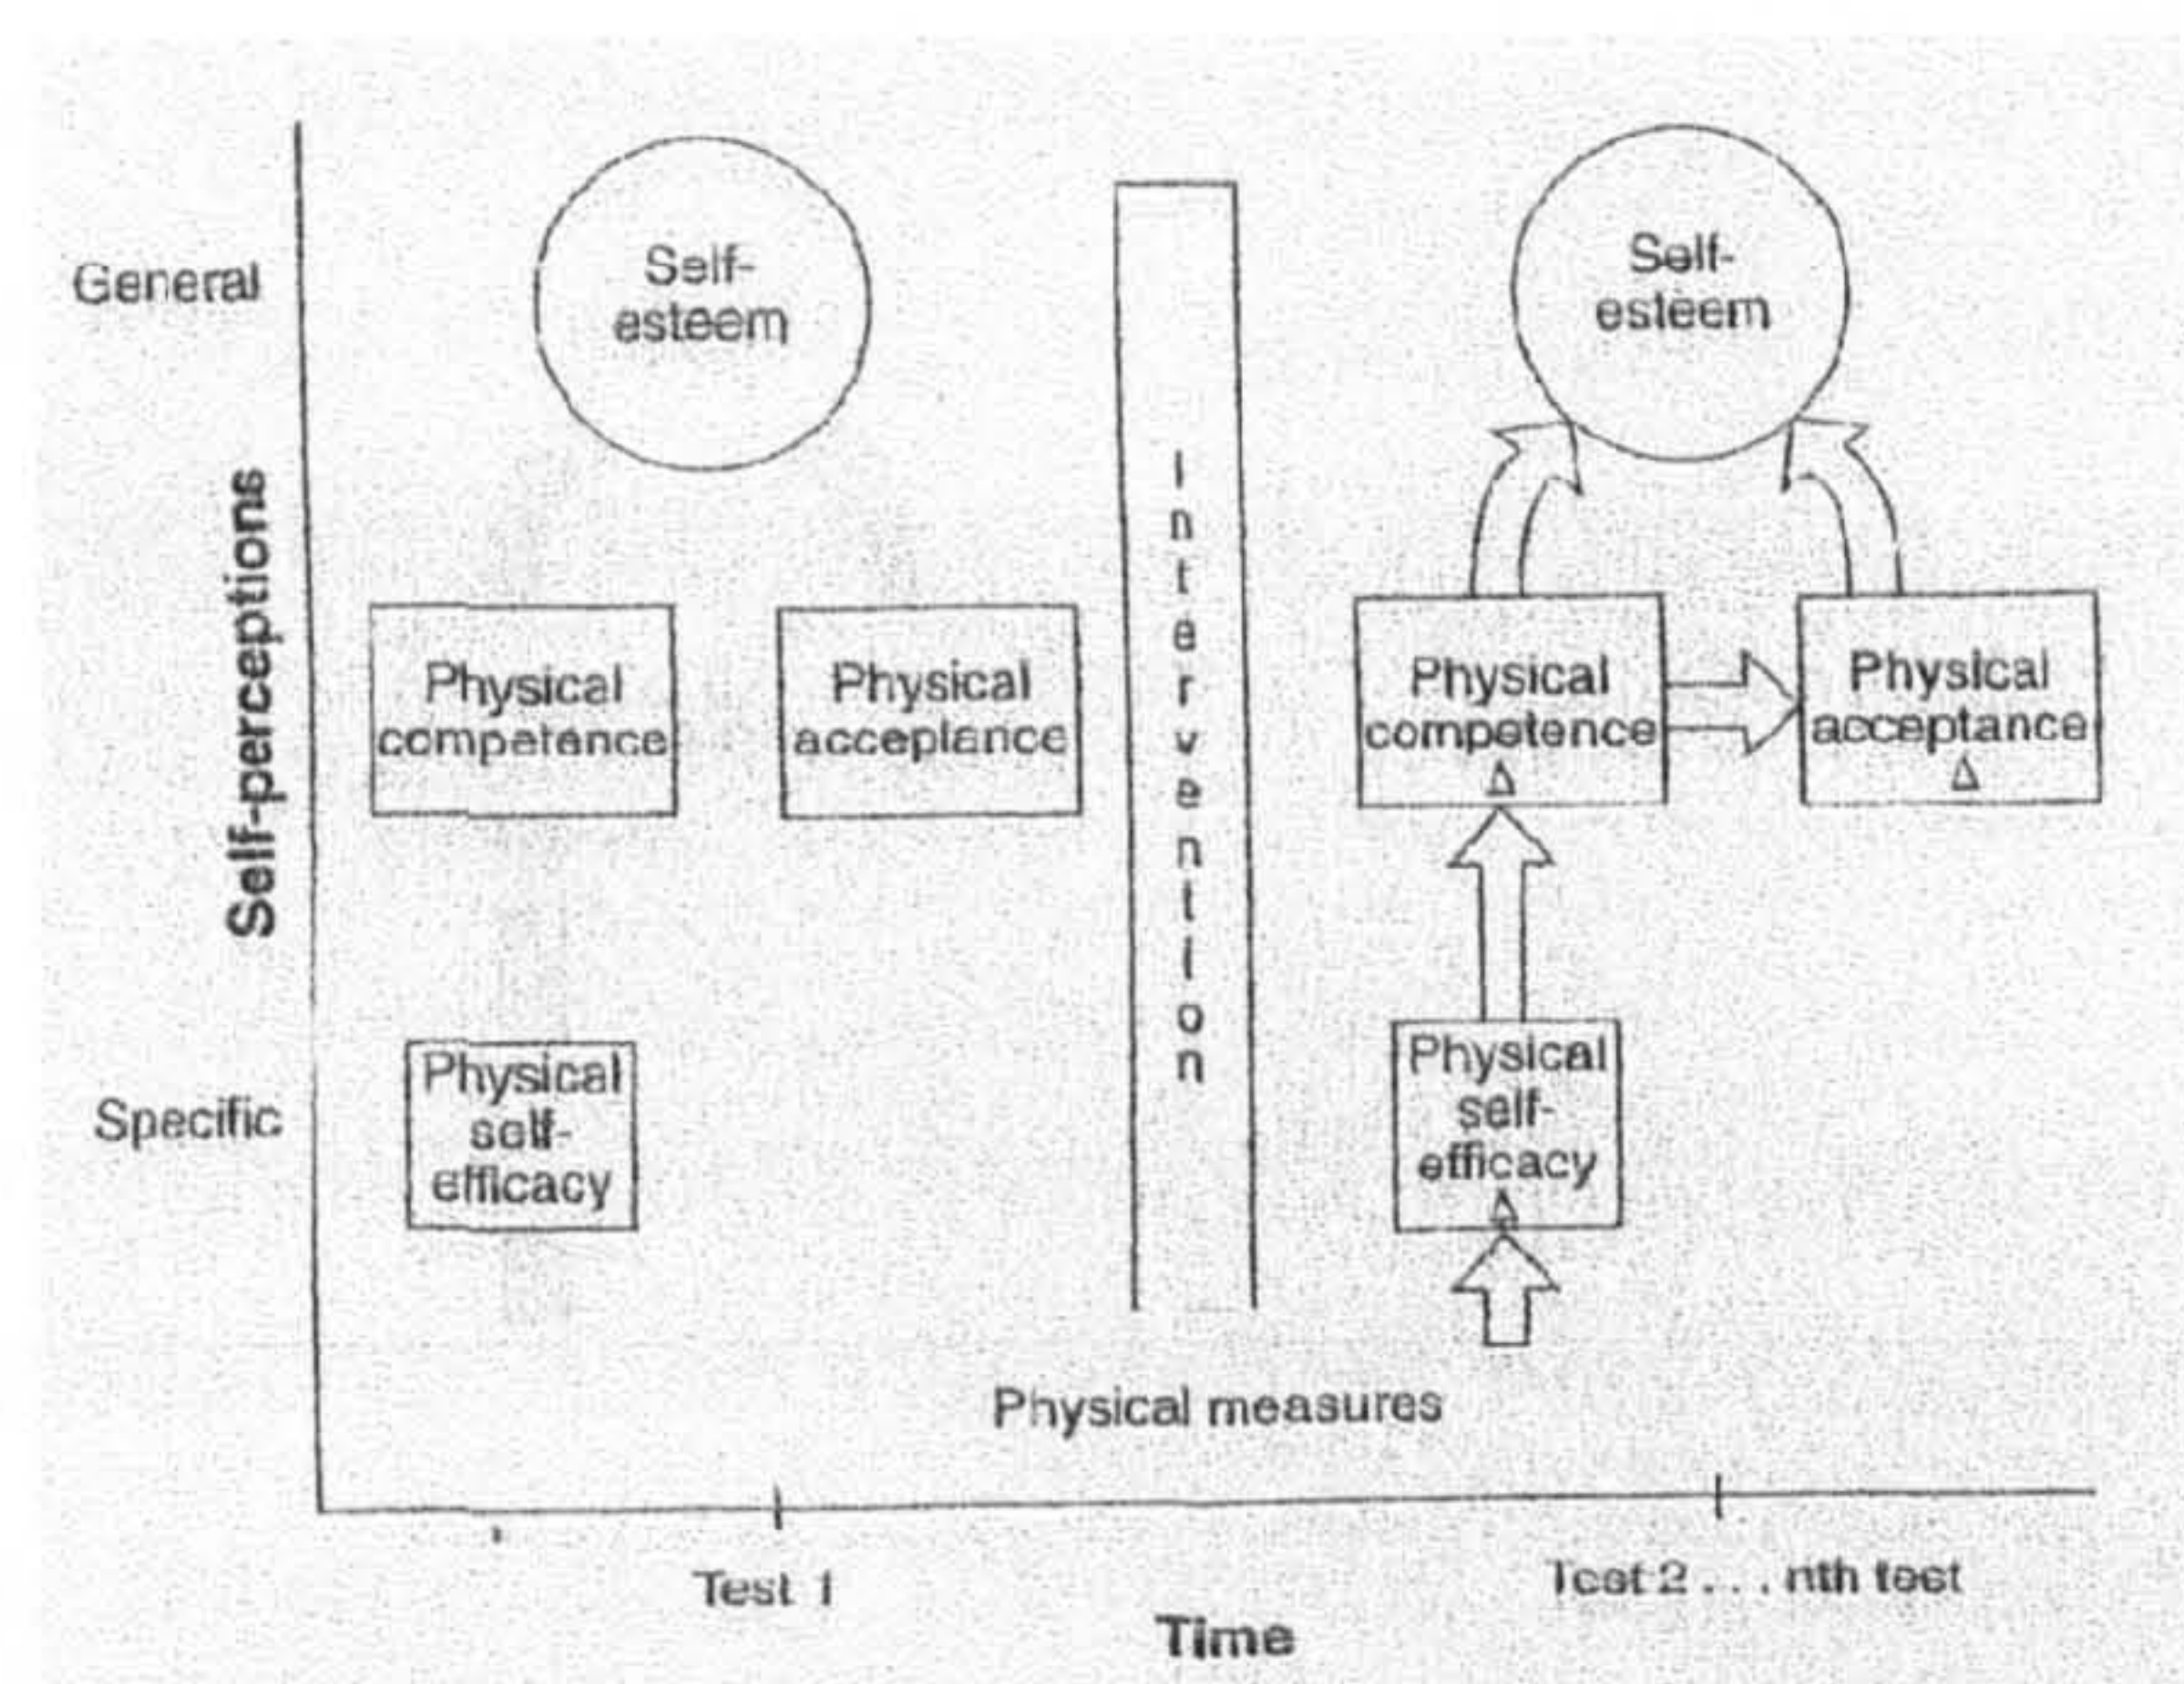 General
Self-
esteem
Self-
esteem
Self-perceptions
Intervention
Physical
competence
Physical
acceptance
Physical
competence
Δ
Physical
acceptance
Δ
Specific
Physical
self-
efficacy
Physical
self-
efficacy
Δ
Physical measures
Test 1
Test 2 . . . nth test
Time